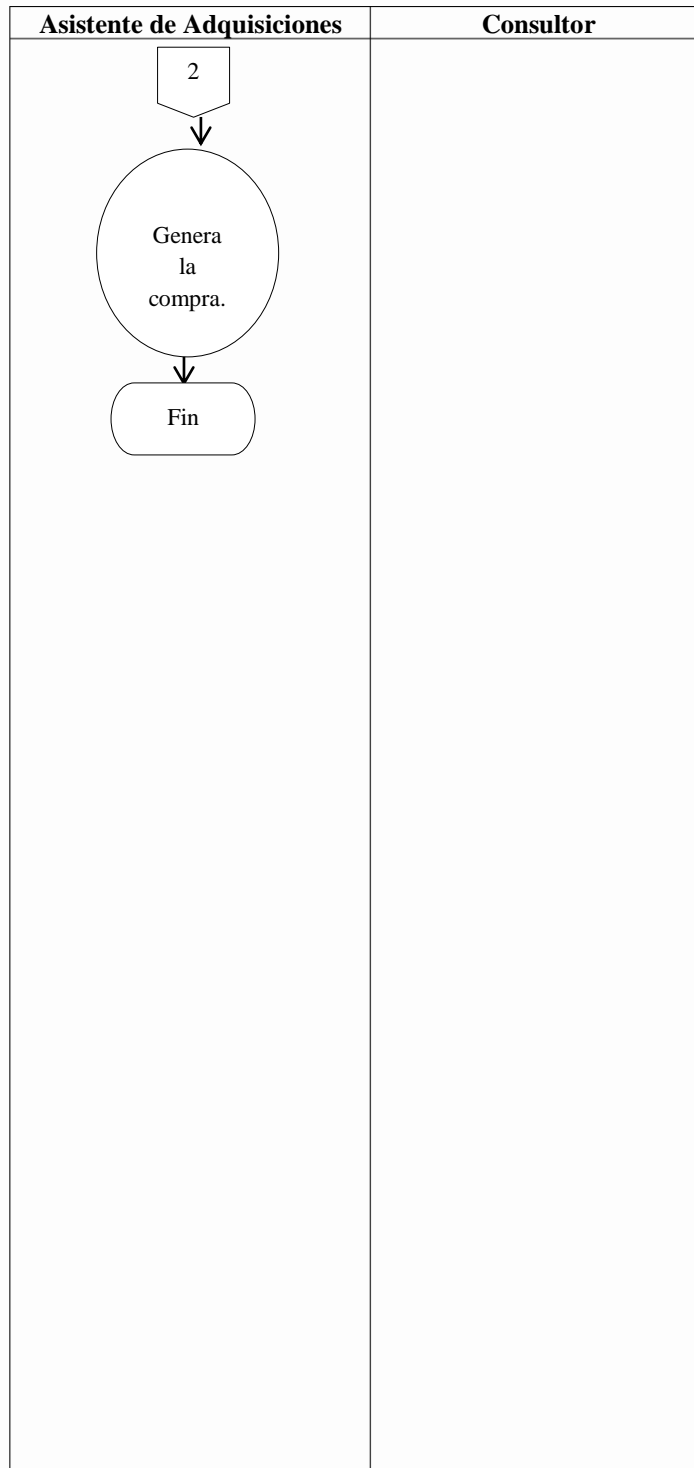 Asistente de Adquisiciones
Consultor
2
Genera
la
compra.
Fin